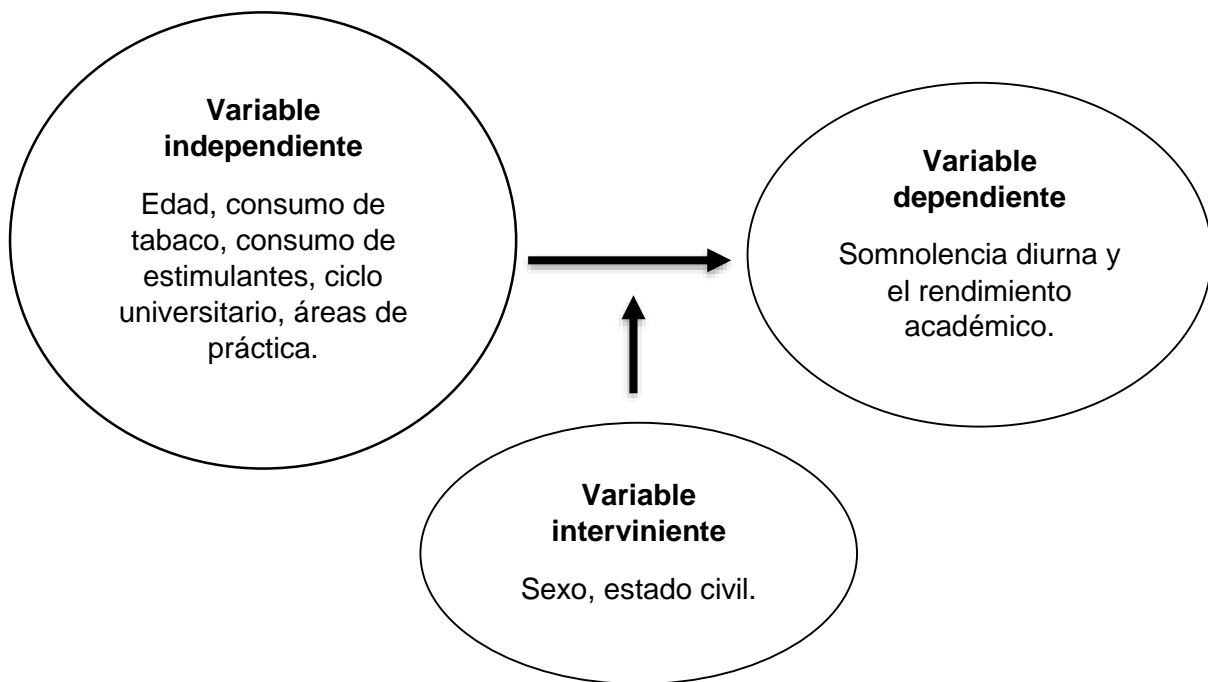 Variable
independiente
Edad, consumo de
tabaco, consumo de
estimulantes, ciclo
universitario, áreas de
práctica.
Variable
dependiente
Somnolencia diurna y
el rendimiento
académico.
Variable
interviniente
Sexo, estado civil.